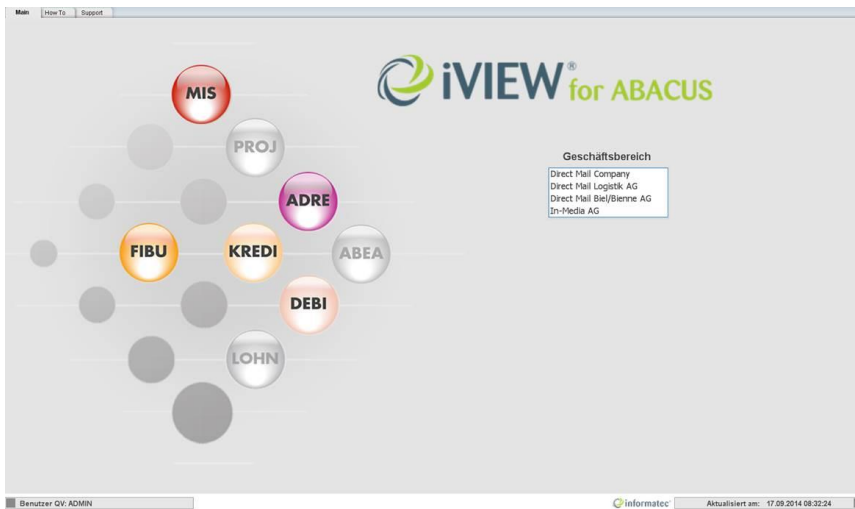 Main How To Support
iVIEW® for ABACUS
MIS
PROJ
ADRE
FIBU KREDI ABEA
DEBI
LOHN
Geschäftsbereich
Direct Mail Company
Direct Mail Logistik AG
Direct Mail Biel/Bienne AG
In-Media AG
Benutzer QV: ADMIN informatec® Aktualisiert am: 17.09.2014 08:32:24